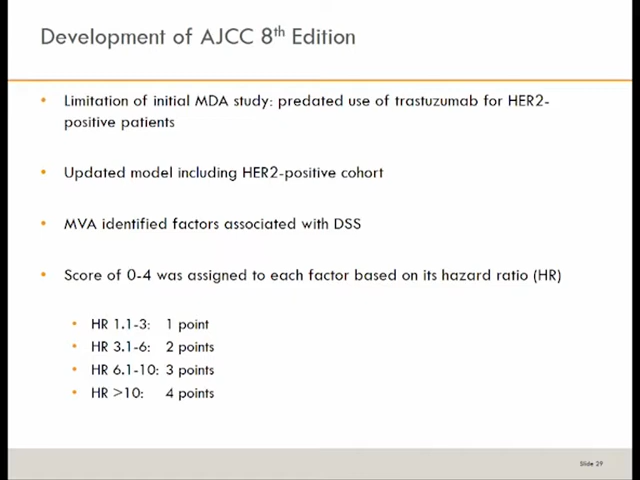 Development of AJCC 8th Edition
• Limitation of initial MDA study: predated use of trastuzumab for HER2-
positive patients
• Updated model including HER2-positive cohort
• MVA identified factors associated with DSS
• Score of 0-4 was assigned to each factor based on its hazard ratio (HR)
• HR 1.1-3: 1 point
• HR 3.1-6: 2 points
• HR 6.1-10: 3 points
• HR >10: 4 points
Slide 29